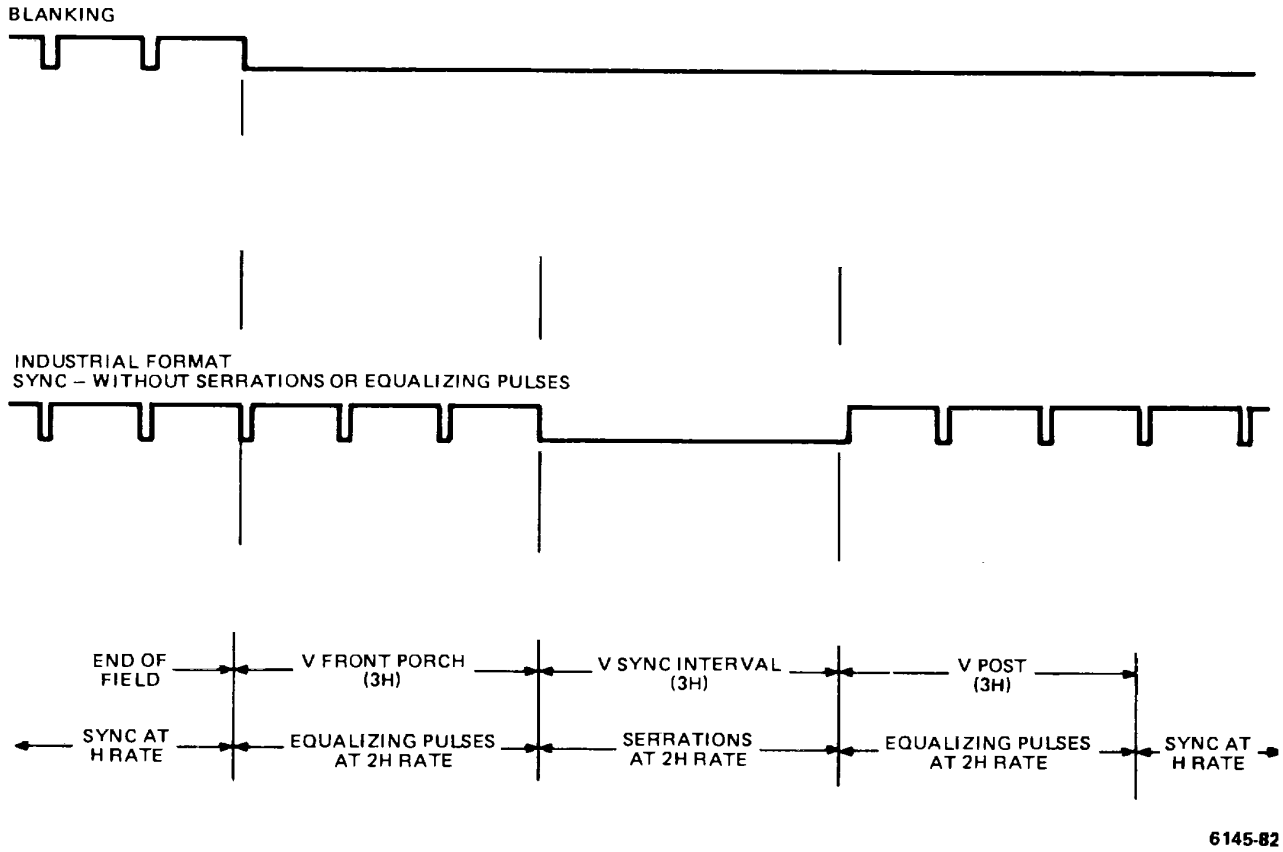 BLANKING
INDUSTRIAL FORMAT
SYNC – WITHOUT SERRATIONS OR EQUALIZING PULSES
END OF
FIELD
V FRONT PORCH
(3H)
V SYNC INTERVAL
(3H)
V POST
(3H)
SYNC AT
H RATE
EQUALIZING PULSES
AT 2H RATE
SERRATIONS
AT 2H RATE
EQUALIZING PULSES
AT 2H RATE
SYNC AT
H RATE
6145-82